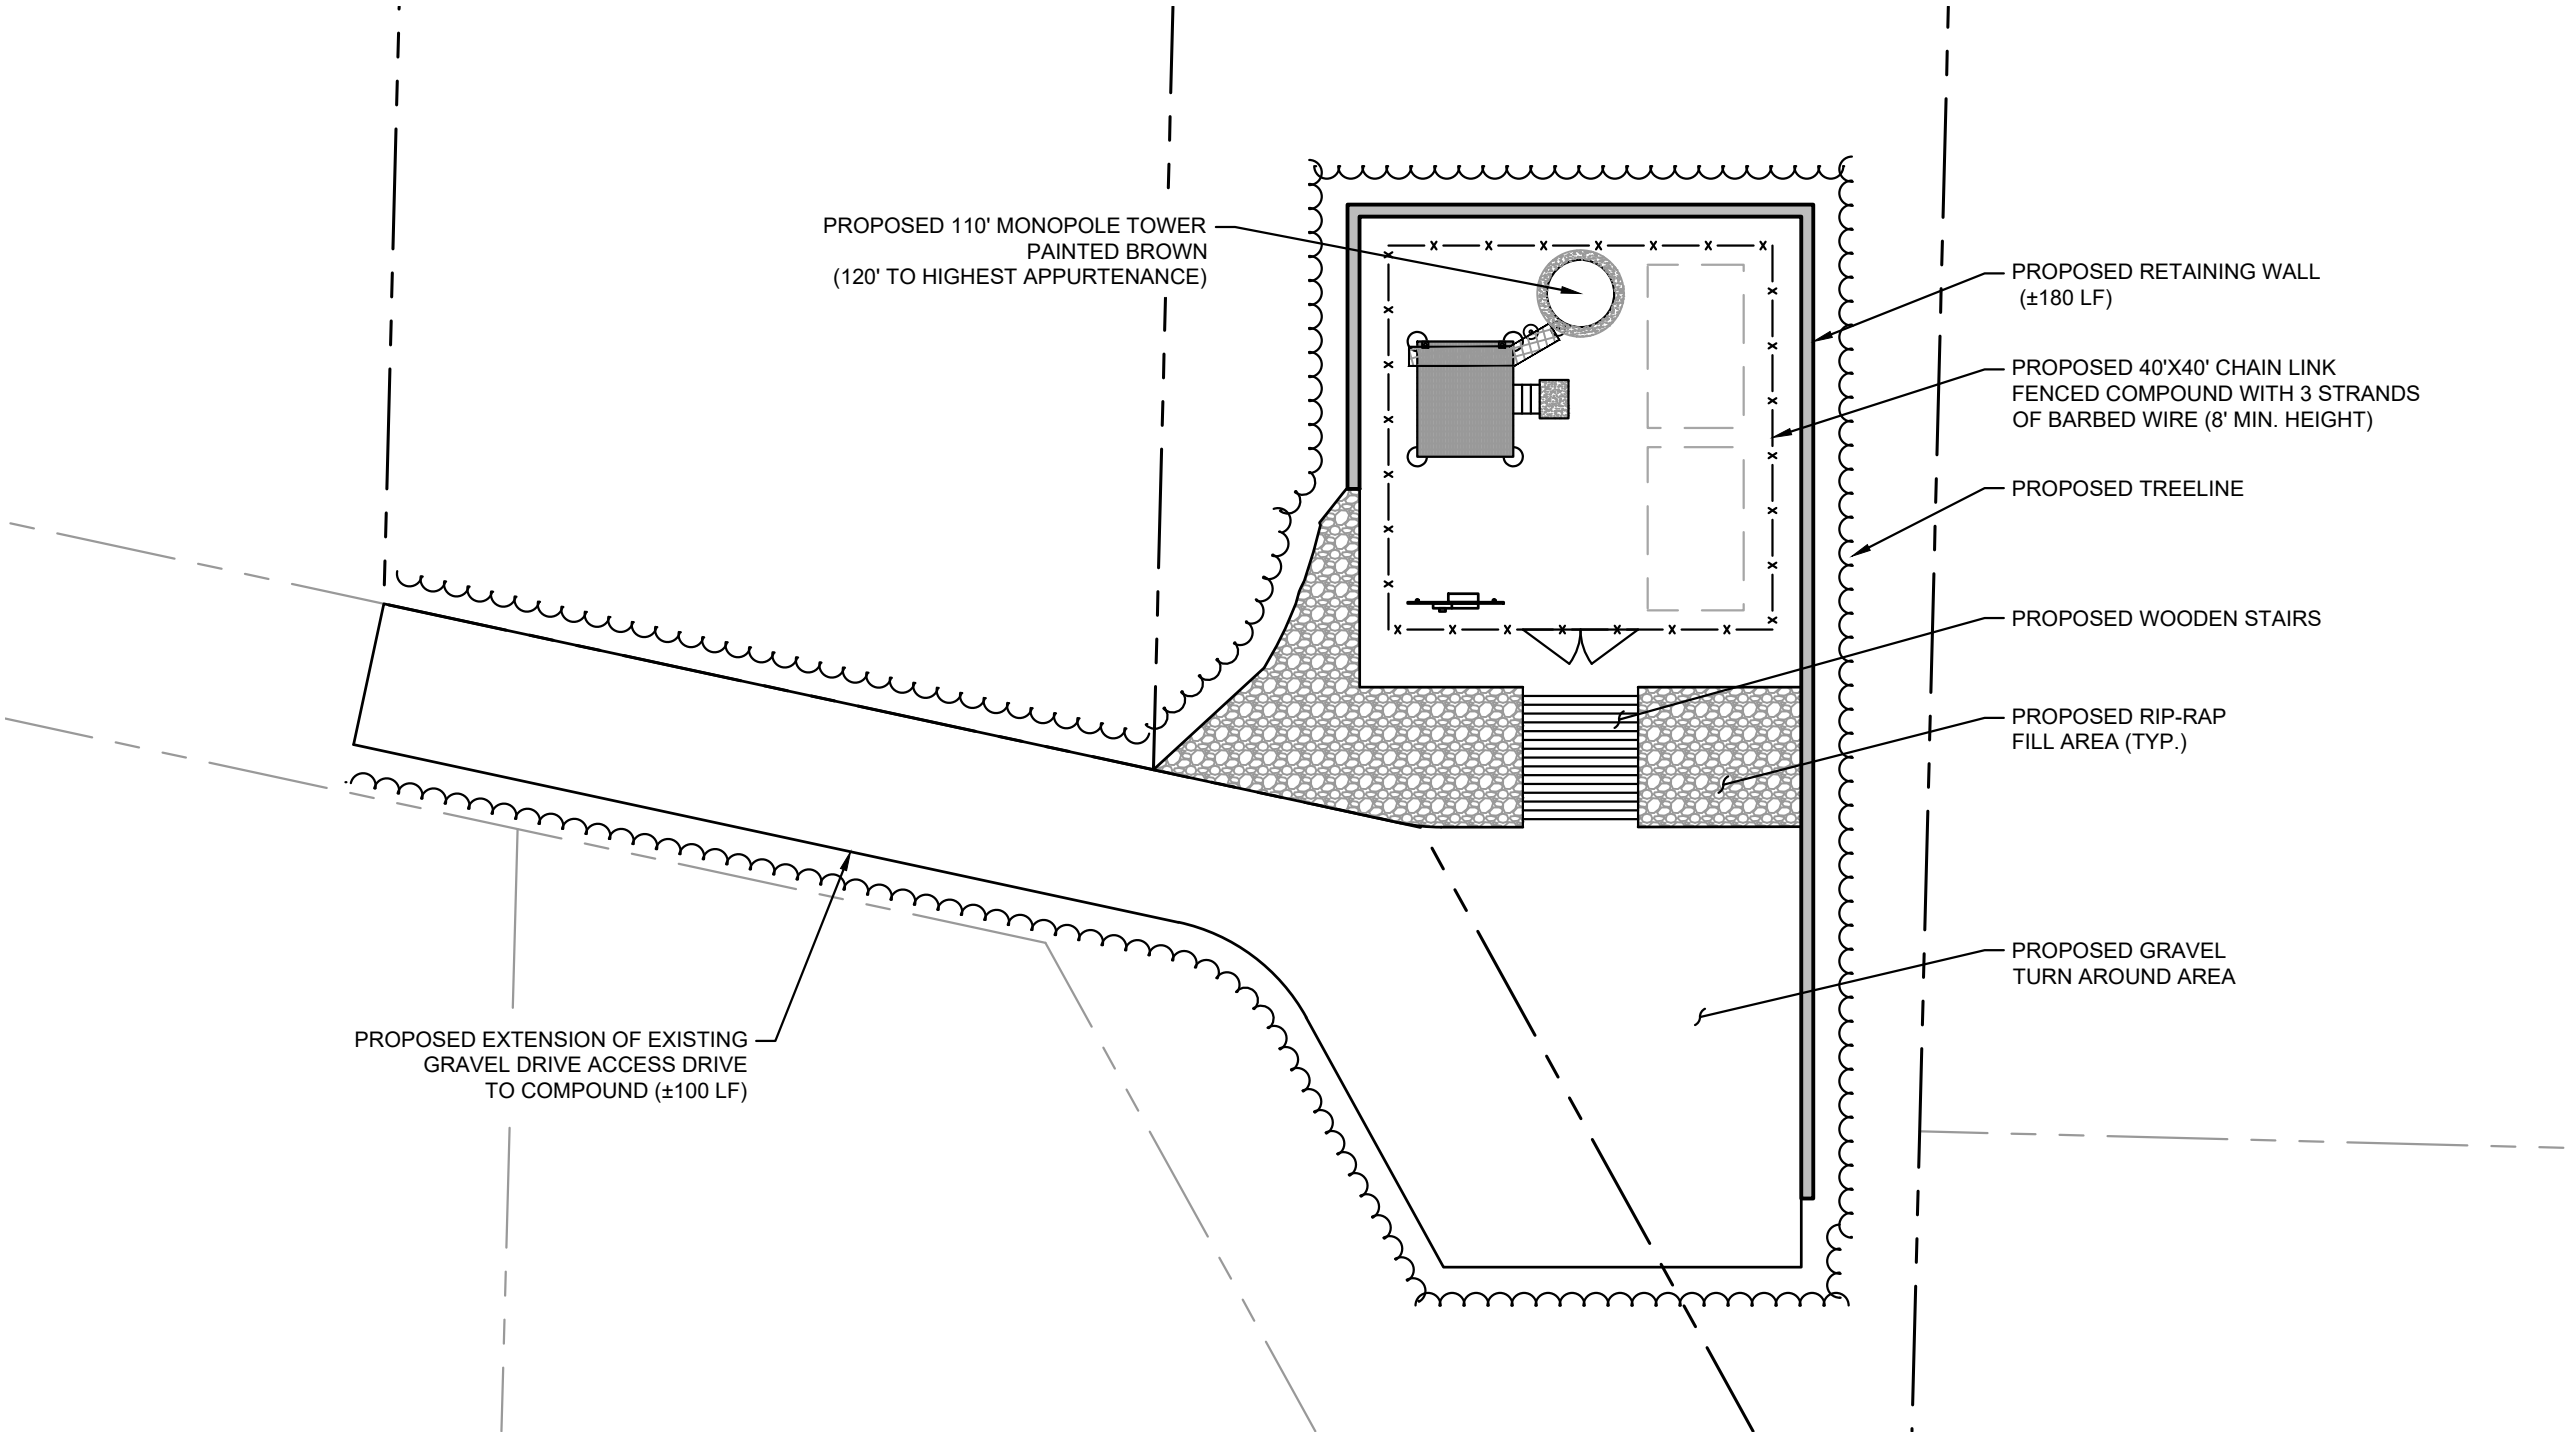 PROPOSED 110' MONOPOLE TOWER
PAINTED BROWN
(120' TO HIGHEST APPURTENANCE)
PROPOSED RETAINING WALL
(±180 LF)
PROPOSED 40'X40' CHAIN LINK
FENCED COMPOUND WITH 3 STRANDS
OF BARBED WIRE (8' MIN. HEIGHT)
PROPOSED TREELINE
PROPOSED WOODEN STAIRS
PROPOSED RIP-RAP
FILL AREA (TYP.)
PROPOSED GRAVEL
TURN AROUND AREA
PROPOSED EXTENSION OF EXISTING
GRAVEL DRIVE ACCESS DRIVE
TO COMPOUND (±100 LF)